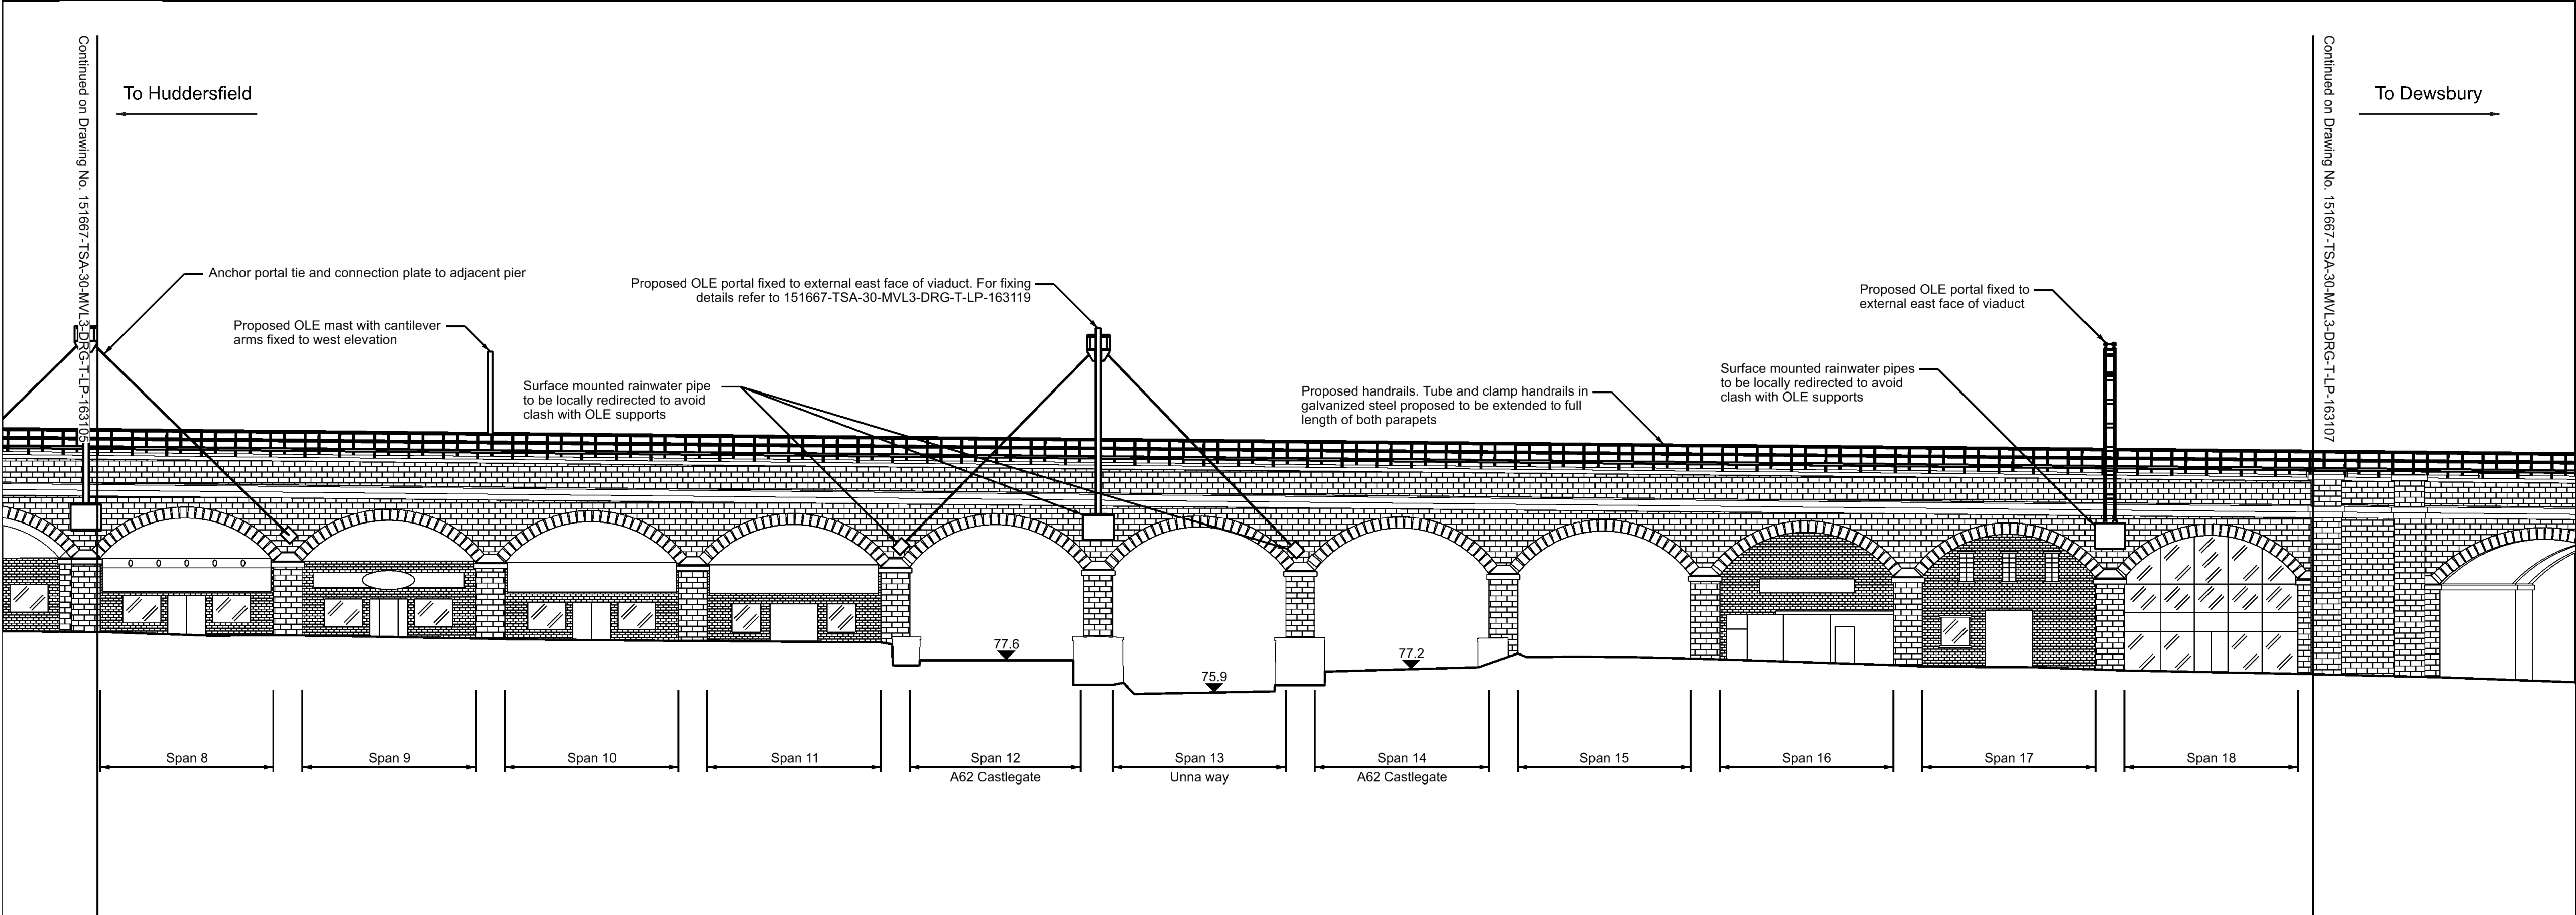 Continued on Drawing No. 151667-TSA-30-MVL3-DRG-T-LP-163105
To Huddersfield
To Dewsbury
Continued on Drawing No. 151667-TSA-30-MVL3-DRG-T-LP-163107
Anchor portal tie and connection plate to adjacent pier
Proposed OLE mast with cantilever
arms fixed to west elevation
Surface mounted rainwater pipe
to be locally redirected to avoid
clash with OLE supports
Proposed OLE portal fixed to external east face of viaduct. For fixing
details refer to 151667-TSA-30-MVL3-DRG-T-LP-163119
Proposed handrails. Tube and clamp handrails in
galvanized steel proposed to be extended to full
length of both parapets
Surface mounted rainwater pipes
to be locally redirected to avoid
clash with OLE supports
Proposed OLE portal fixed to
external east face of viaduct
77.6
75.9
77.2
Span 8
Span 9
Span 10
Span 11
Span 12
A62 Castlegate
Span 13
Unna way
Span 14
A62 Castlegate
Span 15
Span 16
Span 17
Span 18